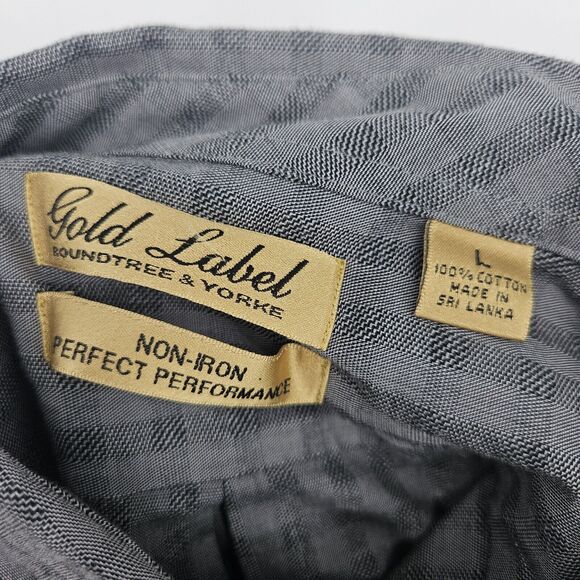 Gold Label
ROUNDTREE & YORKE
NON-IRON
PERFECT PERFORMANCE
L
100% COTTON
MADE IN
SRI LANKA